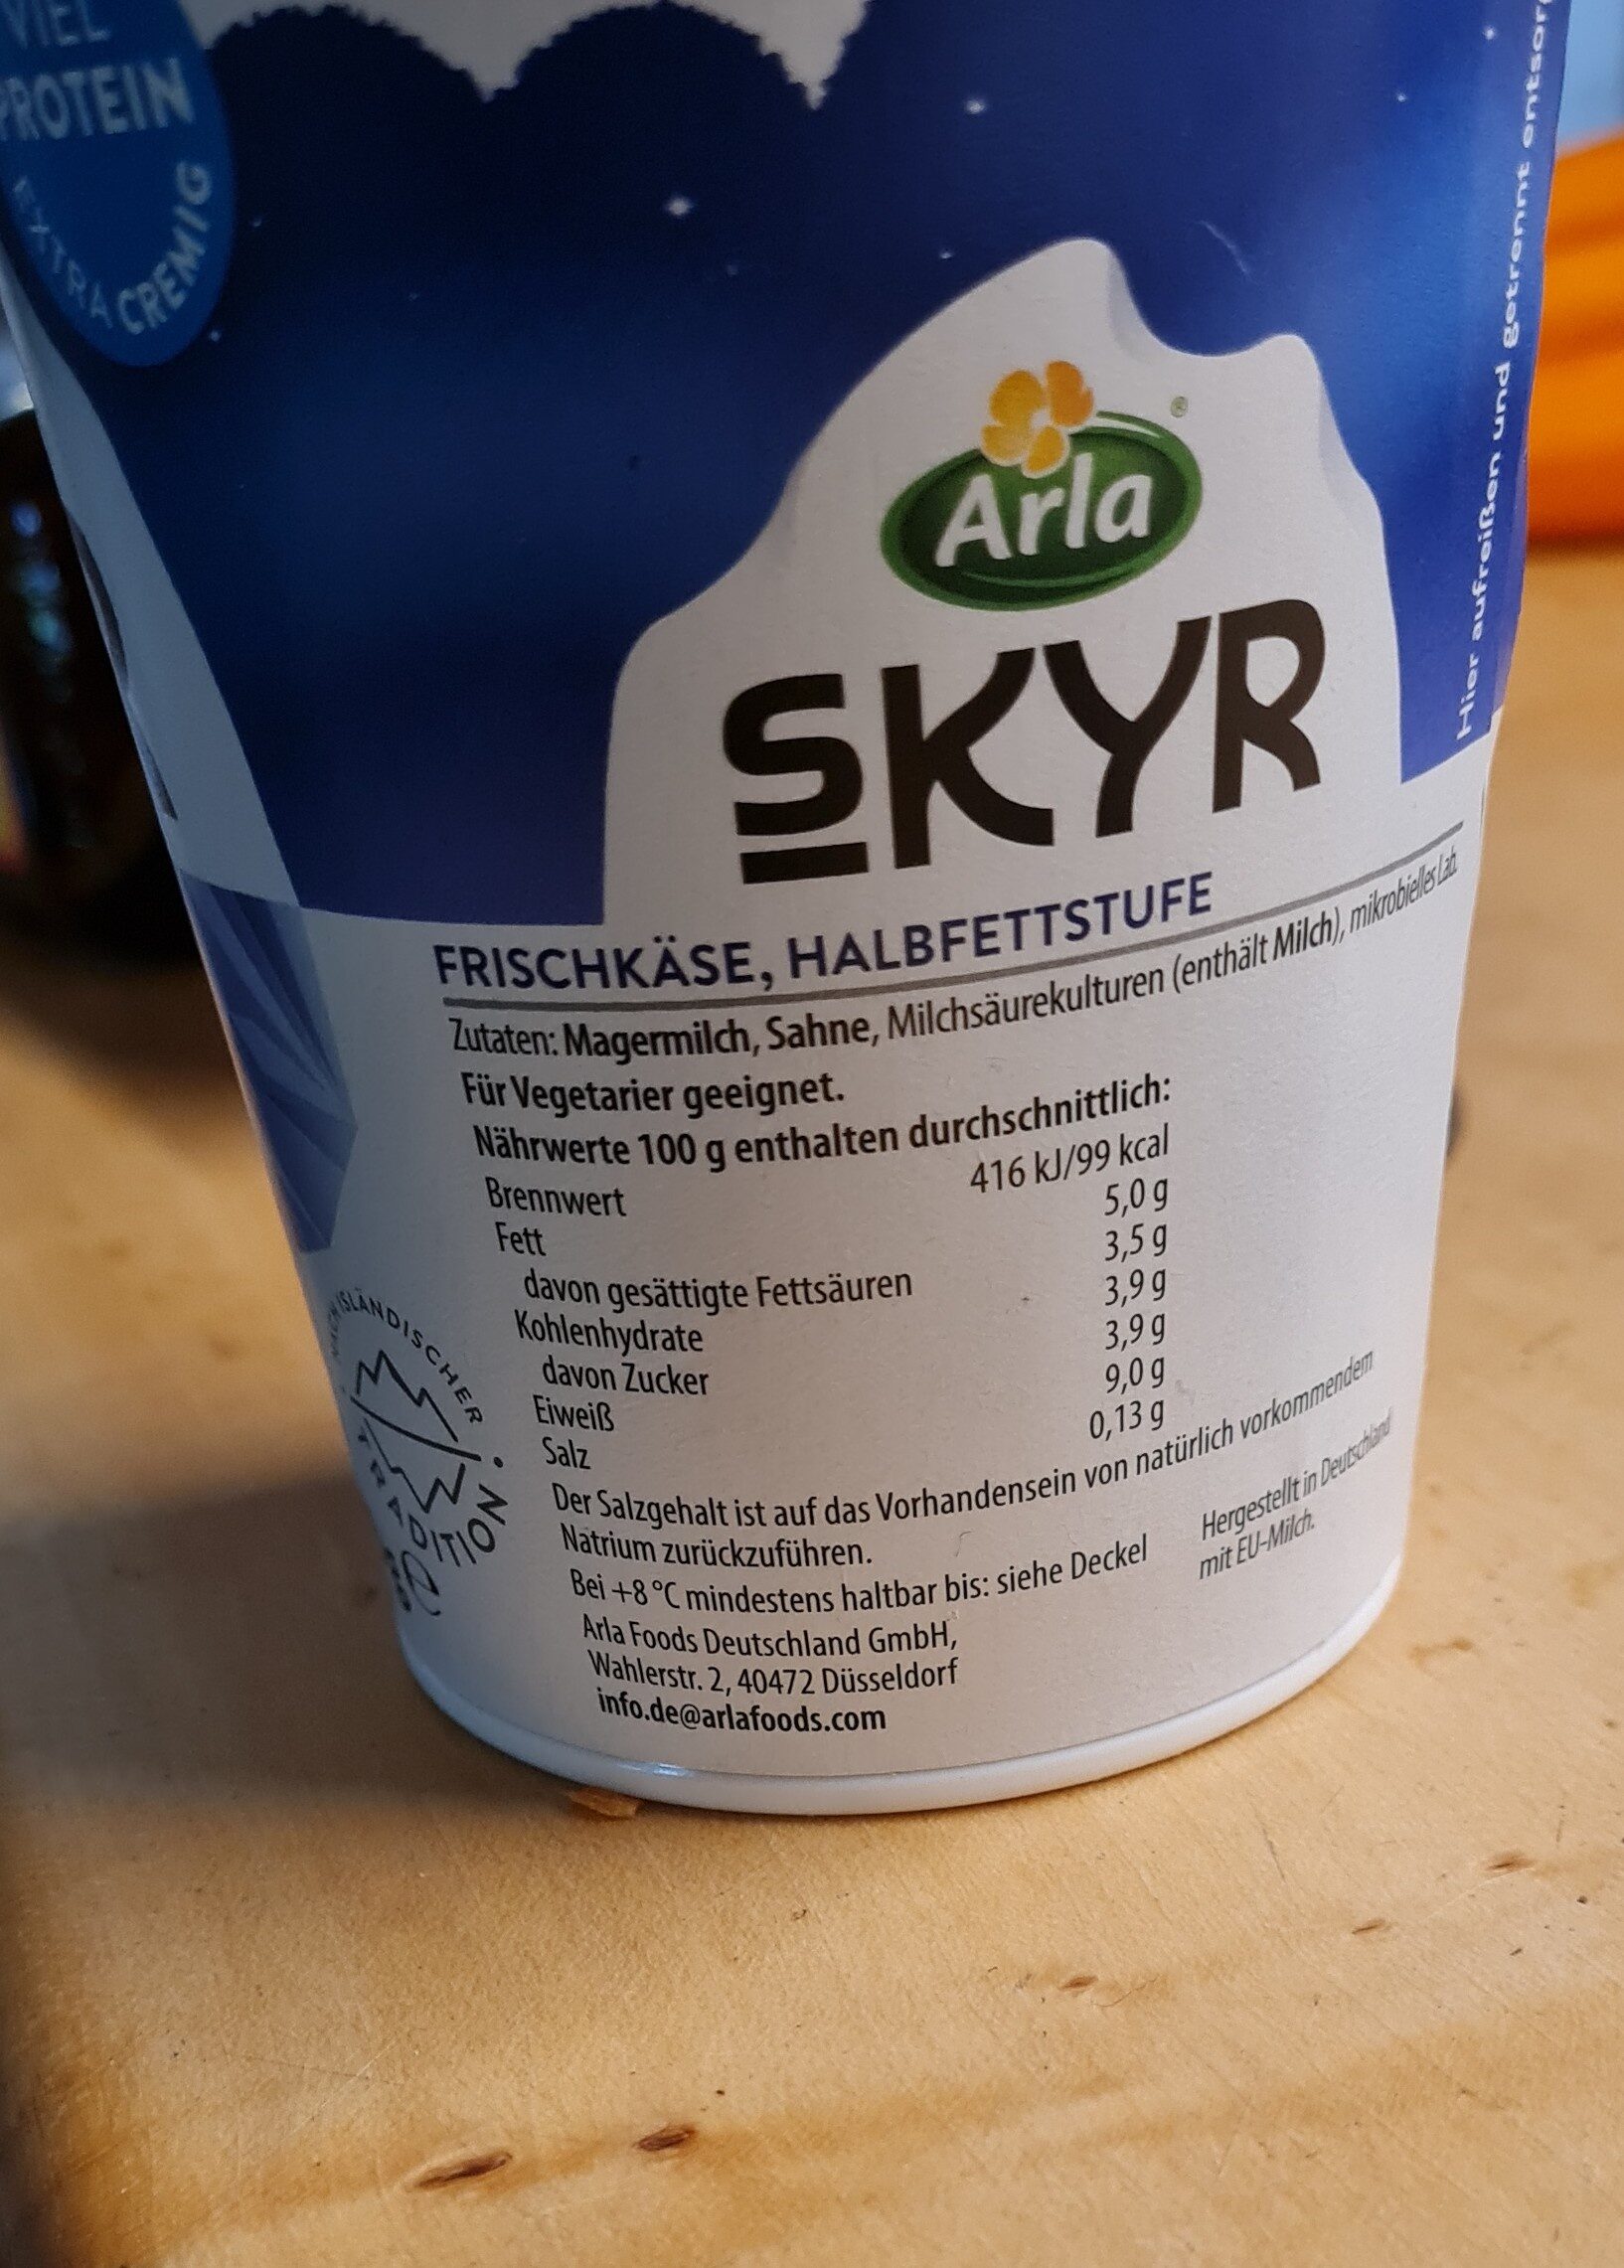 VIEL
PROTEIN
EXTRA CREMIG
Hier aufreißen und getrennt
Arla
SKYR
FRISCHKÄSE, HALBFETTSTUFE
Zutaten: Magermilch, Sahne, Milchsäurekulturen (enthält Milch), mikrobielles Lab.
Für Vegetarier geeignet.
Nährwerte 100 g enthalten durchschnittlich:
Brennwert 416 kJ/99 kcal
Fett 5,0 g
davon gesättigte Fettsäuren 3,5 g
Kohlenhydrate 3,9 g
davon Zucker 3,9 g
Eiweiß 9,0 g
Salz 0,13 g
Der Salzgehalt ist auf das Vorhandensein von natürlich vorkommendem
Natrium zurückzuführen.
Bei +8 °C mindestens haltbar bis: siehe Deckel
Hergestellt in Deutschland
mit EU-Milch.
Arla Foods Deutschland GmbH,
Wahlerstr. 2, 40472 Düsseldorf
info.de@arlafoods.com
ISLÄNDISCHER
TRADITION